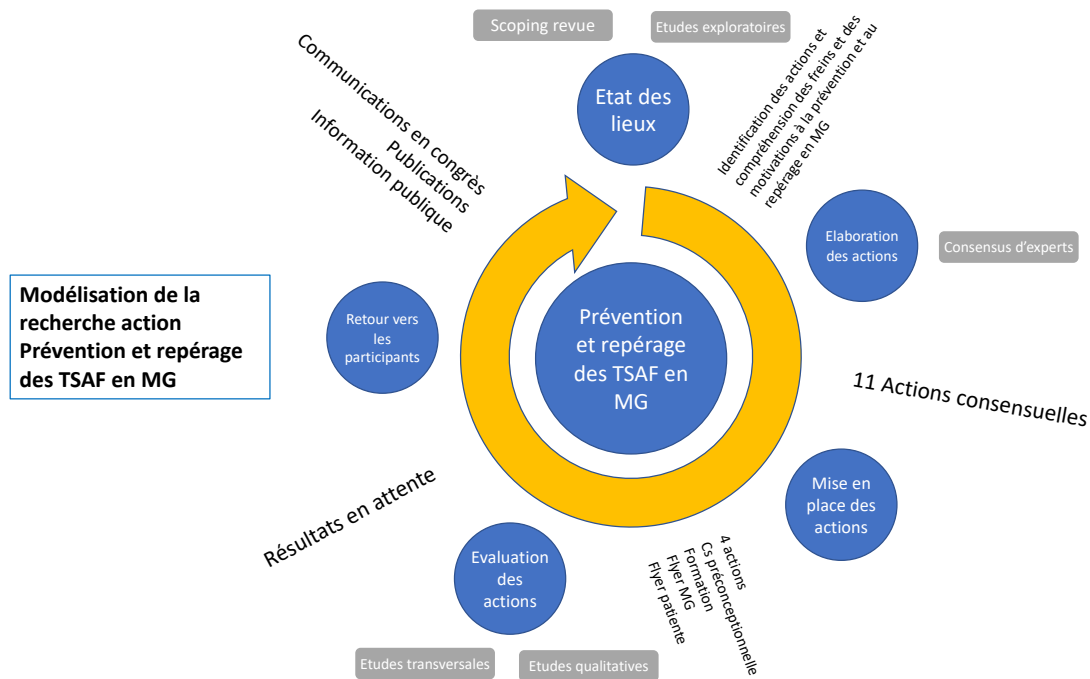 Scoping revue
Etudes exploratoires
Etat des
lieux
Identification des actions et
compréhension des freins et des
motivations à la prévention et au
repérage en MG
Elaboration
des actions
Consensus d'experts
11 Actions consensuelles
Mise en
place des
actions
4 actions
Cs préconceptionnelle
Formation
Flyer MG
Flyer patiente
Evaluation
des
actions
Etudes transversales
Etudes qualitatives
Résultats en attente
Retour vers
les
participants
Communications en congrès
Publications
Information publique
Prévention
et repérage
des TSAF en
MG
Modélisation de la
recherche action
Prévention et repérage
des TSAF en MG